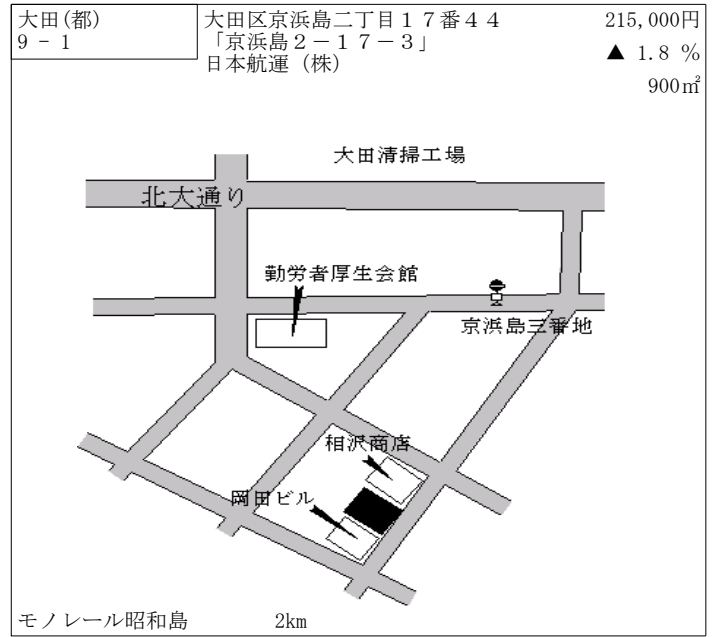 大田(都)
9 － 1
大田区京浜島二丁目１７番４４
「京浜島２－１７－３」
日本航運（株）
215,000円
▲ 1.8 %
900㎡
大田清掃工場
北大通り
勤労者厚生会館
京浜島三番地
相沢商店
岡田ビル
モノレール昭和島 2km